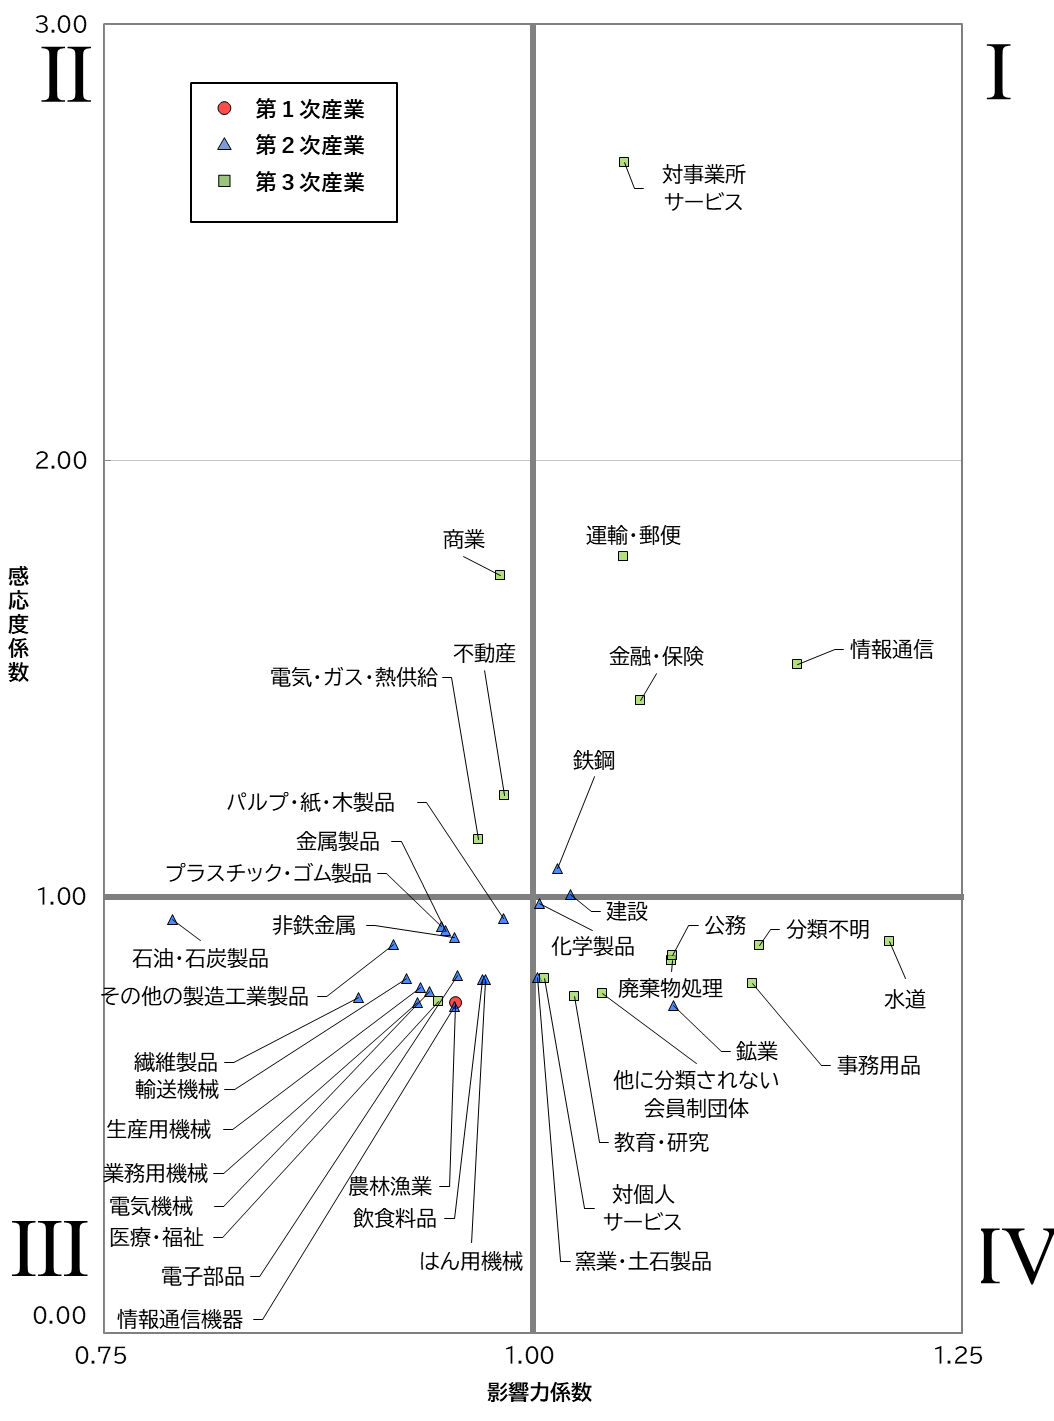 3.00
II
I
第１次産業
第２次産業
第３次産業
対事業所
サービス
2.00
運輸・郵便
商業
感応度係数
不動産
金融・保険
情報通信
電気・ガス・熱供給
鉄鋼
パルプ・紙・木製品
金属製品
プラスチック・ゴム製品
1.00
建設
非鉄金属
公務
分類不明
化学製品
石油・石炭製品
廃棄物処理
その他の製造工業製品
水道
鉱業
繊維製品
事務用品
他に分類されない
会員制団体
輸送機械
生産用機械
教育・研究
業務用機械
農林漁業
対個人
サービス
電気機械
飲食料品
医療・福祉
III
IV
はん用機械
窯業・土石製品
電子部品
情報通信機器
0.00
0.75
1.00
1.25
影響力係数